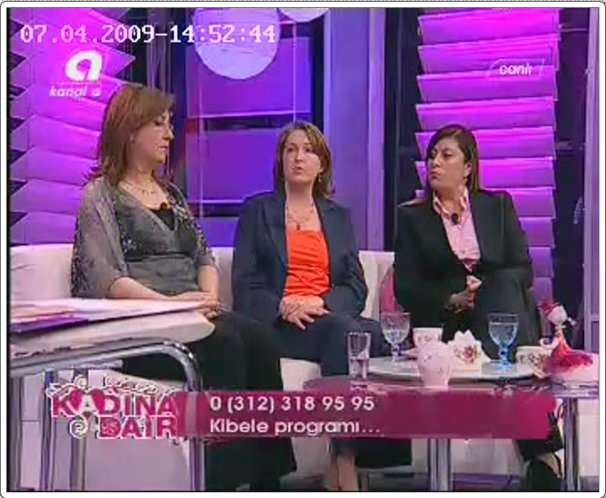 07.04.2009-14:52:44
a
kanal a
canlı
KADINA
DAİR
0 (312) 318 95 95
Kibele programı...